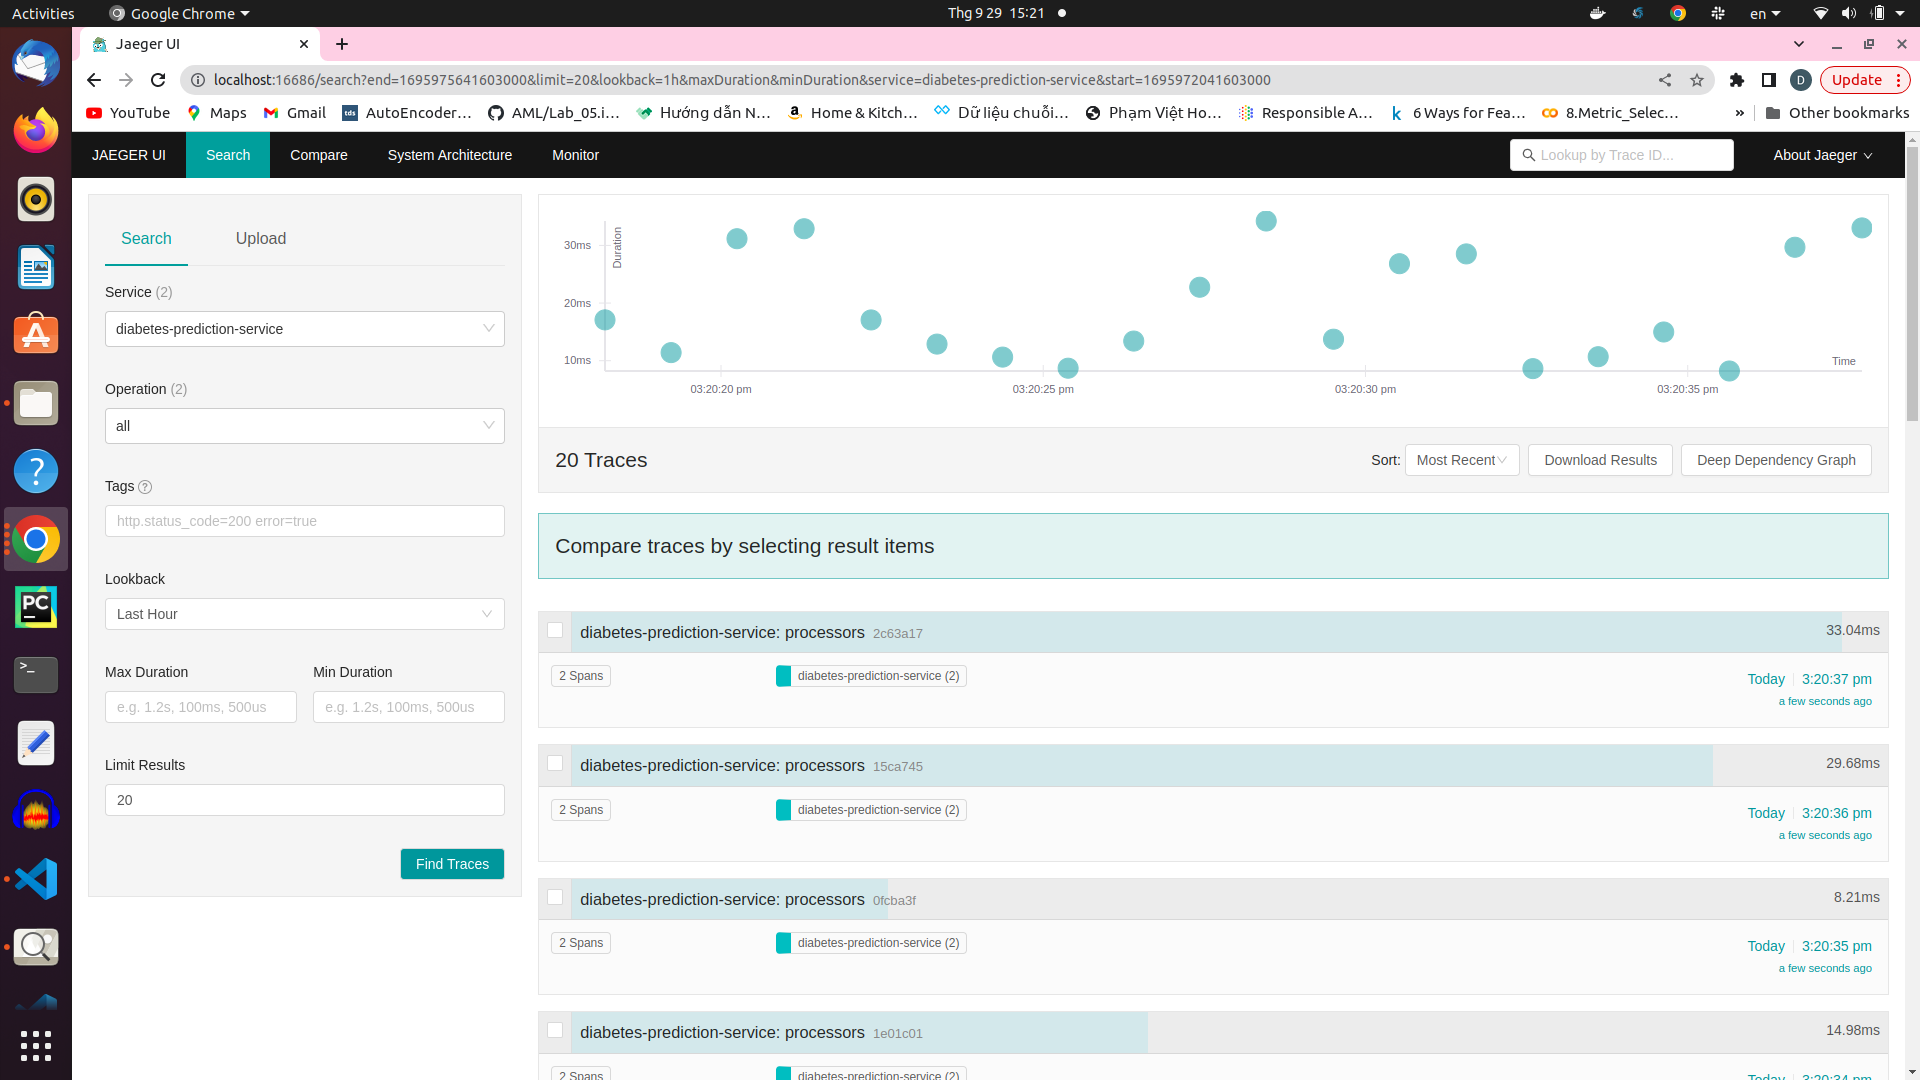 Activities
Google Chrome
Thg 9 29 15:21
en
Jaeger UI
localhost:16686/search?end=1695975641603000&limit=20&lookback=1h&maxDuration&minDuration&service=diabetes-prediction-service&start=1695972041603000
D
Update
YouTube
Maps
Gmail
tds
AutoEncoder...
AML/Lab_05.i...
Hướng dẫn N...
Home & Kitch...
Dữ liệu chuỗi...
Phạm Việt Ho...
Responsible A...
6 Ways for Fea...
8.Metric_Selec...
»
Other bookmarks
JAEGER UI
Search
Compare
System Architecture
Monitor
Lookup by Trace ID...
About Jaeger
Search
Upload
Service (2)
diabetes-prediction-service
Operation (2)
all
Tags
http.status_code=200 error=true
Lookback
Last Hour
Max Duration
Min Duration
e.g. 1.2s, 100ms, 500us
e.g. 1.2s, 100ms, 500us
Limit Results
20
Find Traces
Duration
30ms
20ms
10ms
Time
03:20:20 pm
03:20:25 pm
03:20:30 pm
03:20:35 pm
20 Traces
Sort:
Most Recent
Download Results
Deep Dependency Graph
Compare traces by selecting result items
diabetes-prediction-service: processors 2c63a17
33.04ms
2 Spans
diabetes-prediction-service (2)
Today
3:20:37 pm
a few seconds ago
diabetes-prediction-service: processors 15ca745
29.68ms
2 Spans
diabetes-prediction-service (2)
Today
3:20:36 pm
a few seconds ago
diabetes-prediction-service: processors 0fcba3f
8.21ms
2 Spans
diabetes-prediction-service (2)
Today
3:20:35 pm
a few seconds ago
diabetes-prediction-service: processors 1e01c01
14.98ms
2 Spans
diabetes-prediction-service (2)
Today
3:20:34 pm
PC